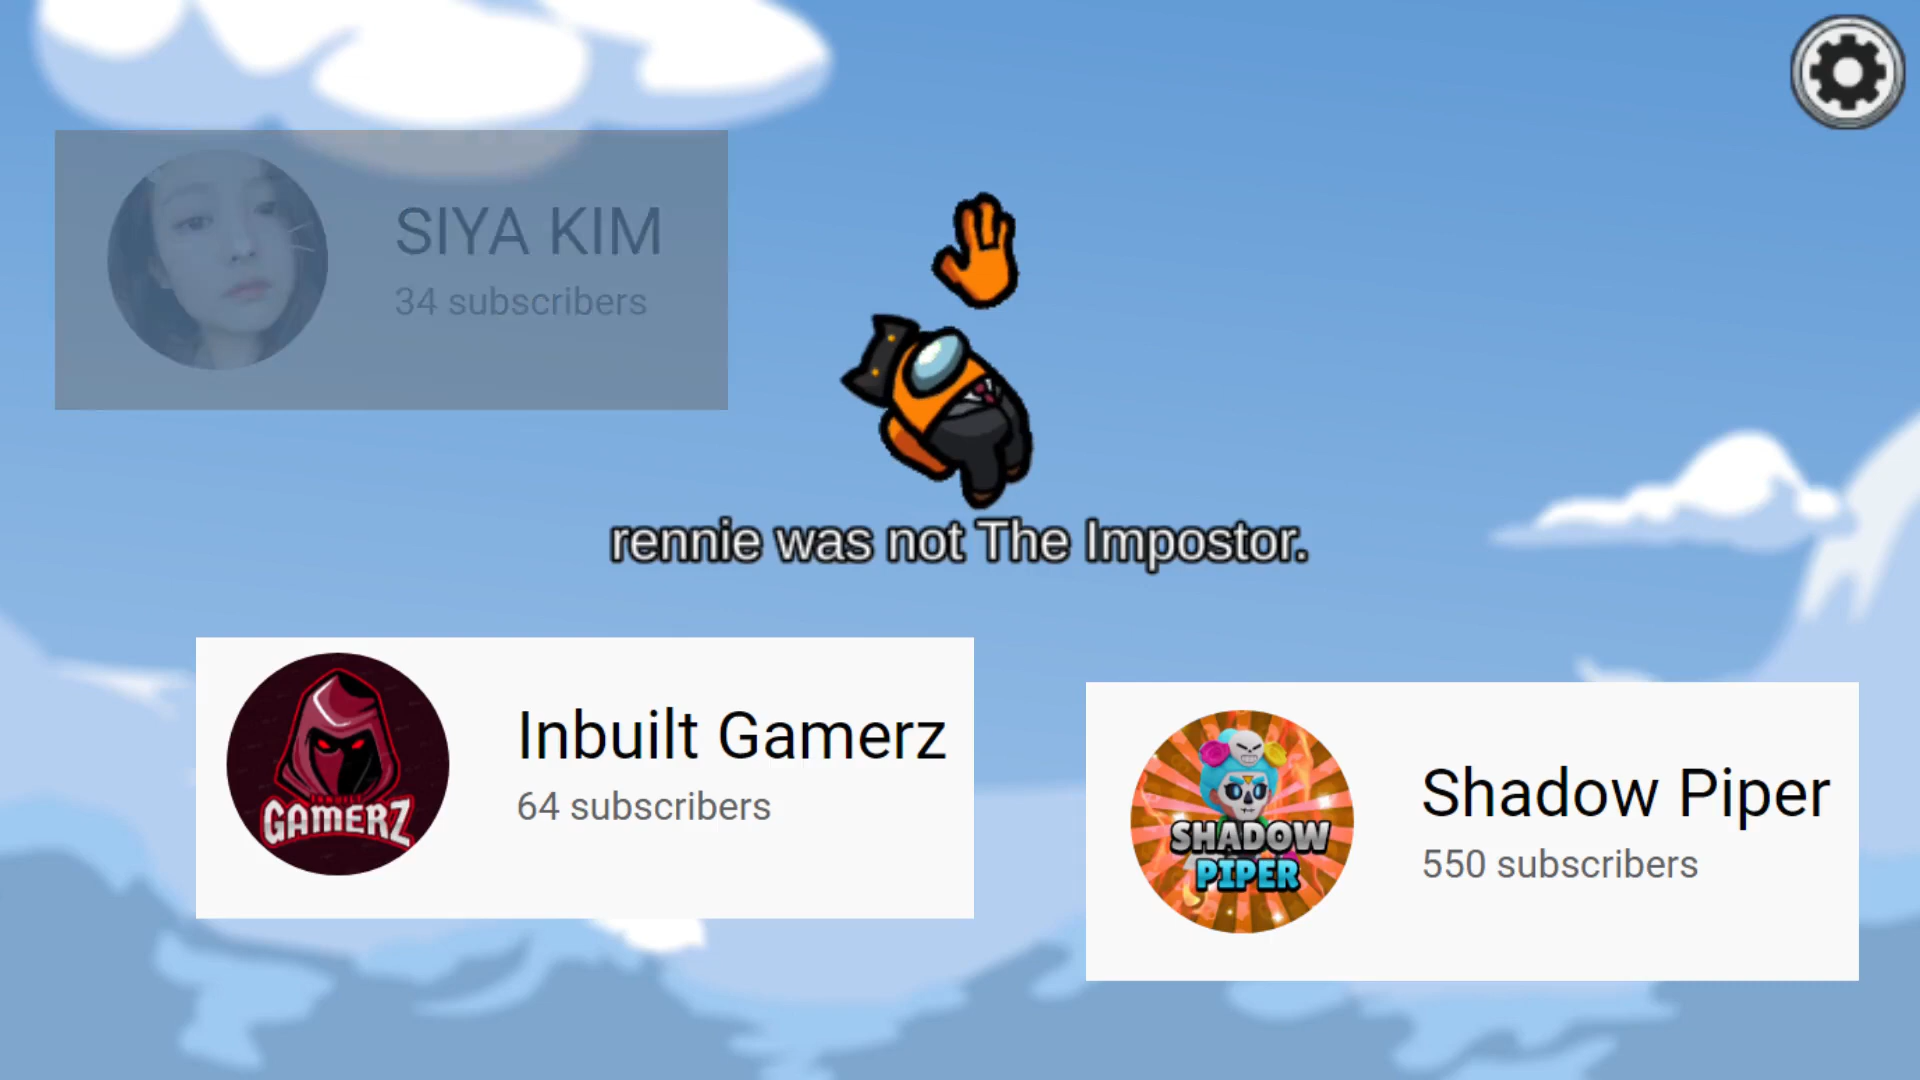 SIYA KIM
34 subscribers
rennie was not The Impostor.
Inbuilt Gamerz
64 subscribers
INBUILT
GAMERZ
Shadow Piper
550 subscribers
SHADOW
PIPER